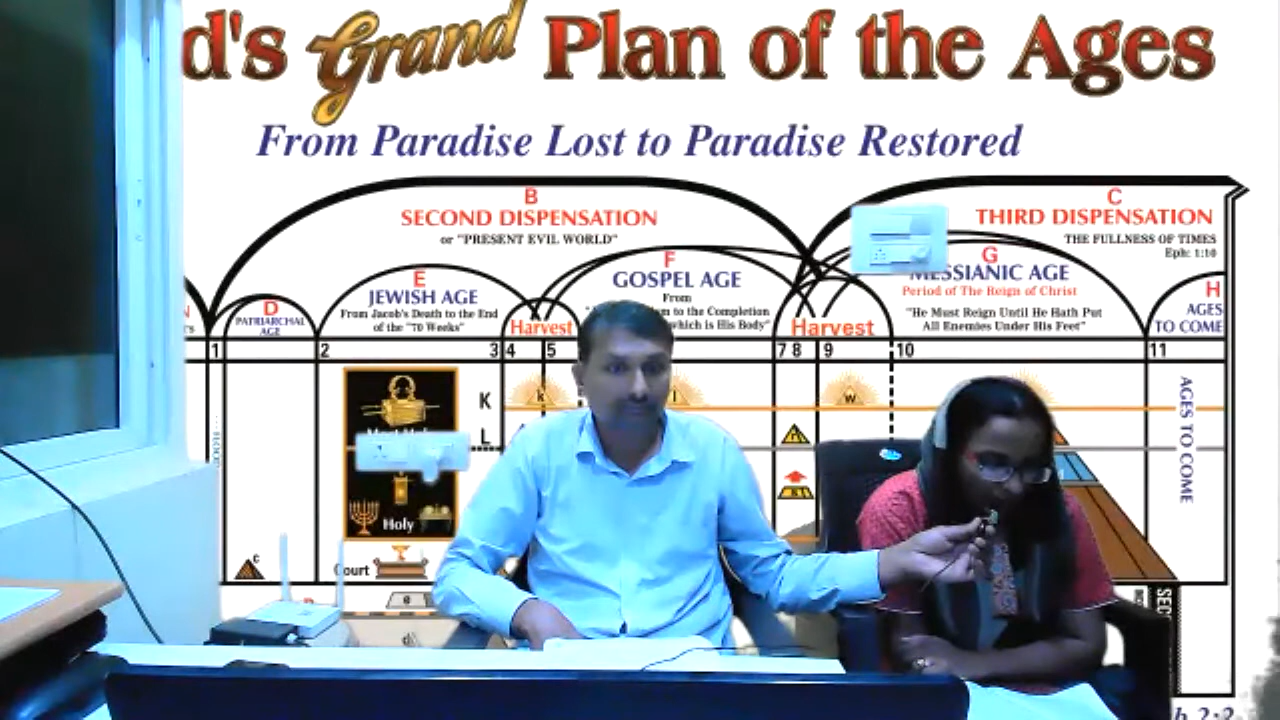 d's Grand Plan of the Ages
From Paradise Lost to Paradise Restored
B
SECOND DISPENSATION
or "PRESENT EVIL WORLD"
C
THIRD DISPENSATION
THE FULLNESS OF TIMES
Eph: 1:10
D
PATRIARCHAL
AGE
E
JEWISH AGE
From Jacob's Death to the End
of the "70 Weeks"
Harvest
F
GOSPEL AGE
From
to the Completion
which is His Body"
Harvest
G
MESSIANIC AGE
Period of The Reign of Christ
"He Must Reign Until He Hath Put
All Enemies Under His Feet"
H
AGES
TO COME
1 2 3 4 5 7 8 9 10 11
K
L
k
w
Holy
Court
c
e
d
AGES TO COME
SEC